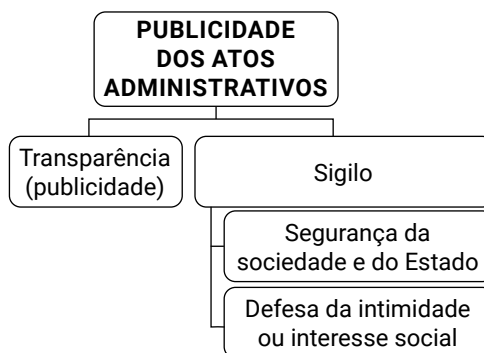 PUBLICIDADE
DOS ATOS
ADMINISTRATIVOS
Transparência
(publicidade)
Sigilo
Segurança da
sociedade e do Estado
Defesa da intimidade
ou interesse social